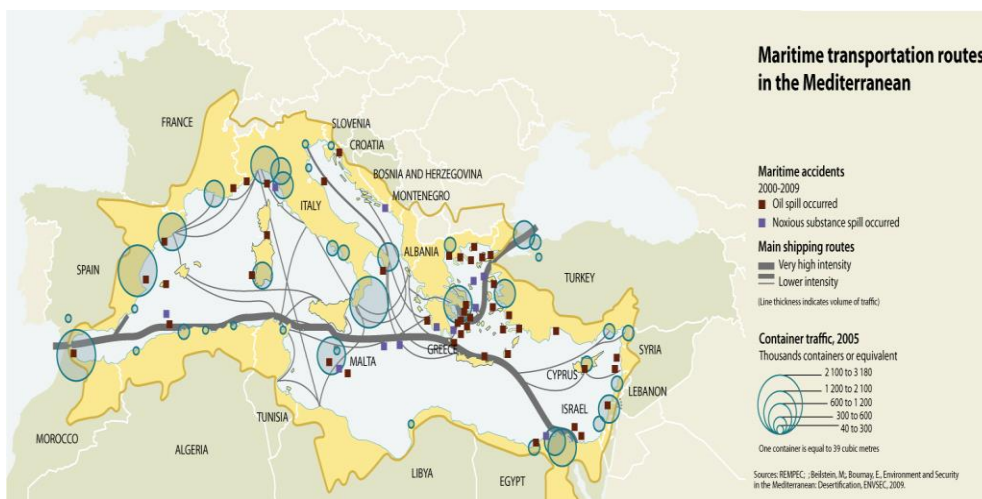 Maritime transportation routes
in the Mediterranean
FRANCE
SLOVENIA
CROATIA
BOSNIA AND HERZEGOVINA
MONTENEGRO
ITALY
ALBANIA
SPAIN
TURKEY
GREECE
MALTA
CYPRUS
SYRIA
LEBANON
ISRAEL
TUNISIA
MOROCCO
ALGERIA
LIBYA
EGYPT
Maritime accidents
2000-2009
Oil spill occurred
Noxious substance spill occurred
Main shipping routes
Very high intensity
Lower intensity
(Line thickness indicates volume of traffic)
Container traffic, 2005
Thousands containers or equivalent
2 100 to 3 180
1 200 to 2 100
600 to 1 200
300 to 600
40 to 300
One container is equal to 39 cubic metres
Sources: REMPEC; ; Beilstein, M; Bournay, E., Environment and Security
in the Mediterranean: Desertification, ENVSEC, 2009.